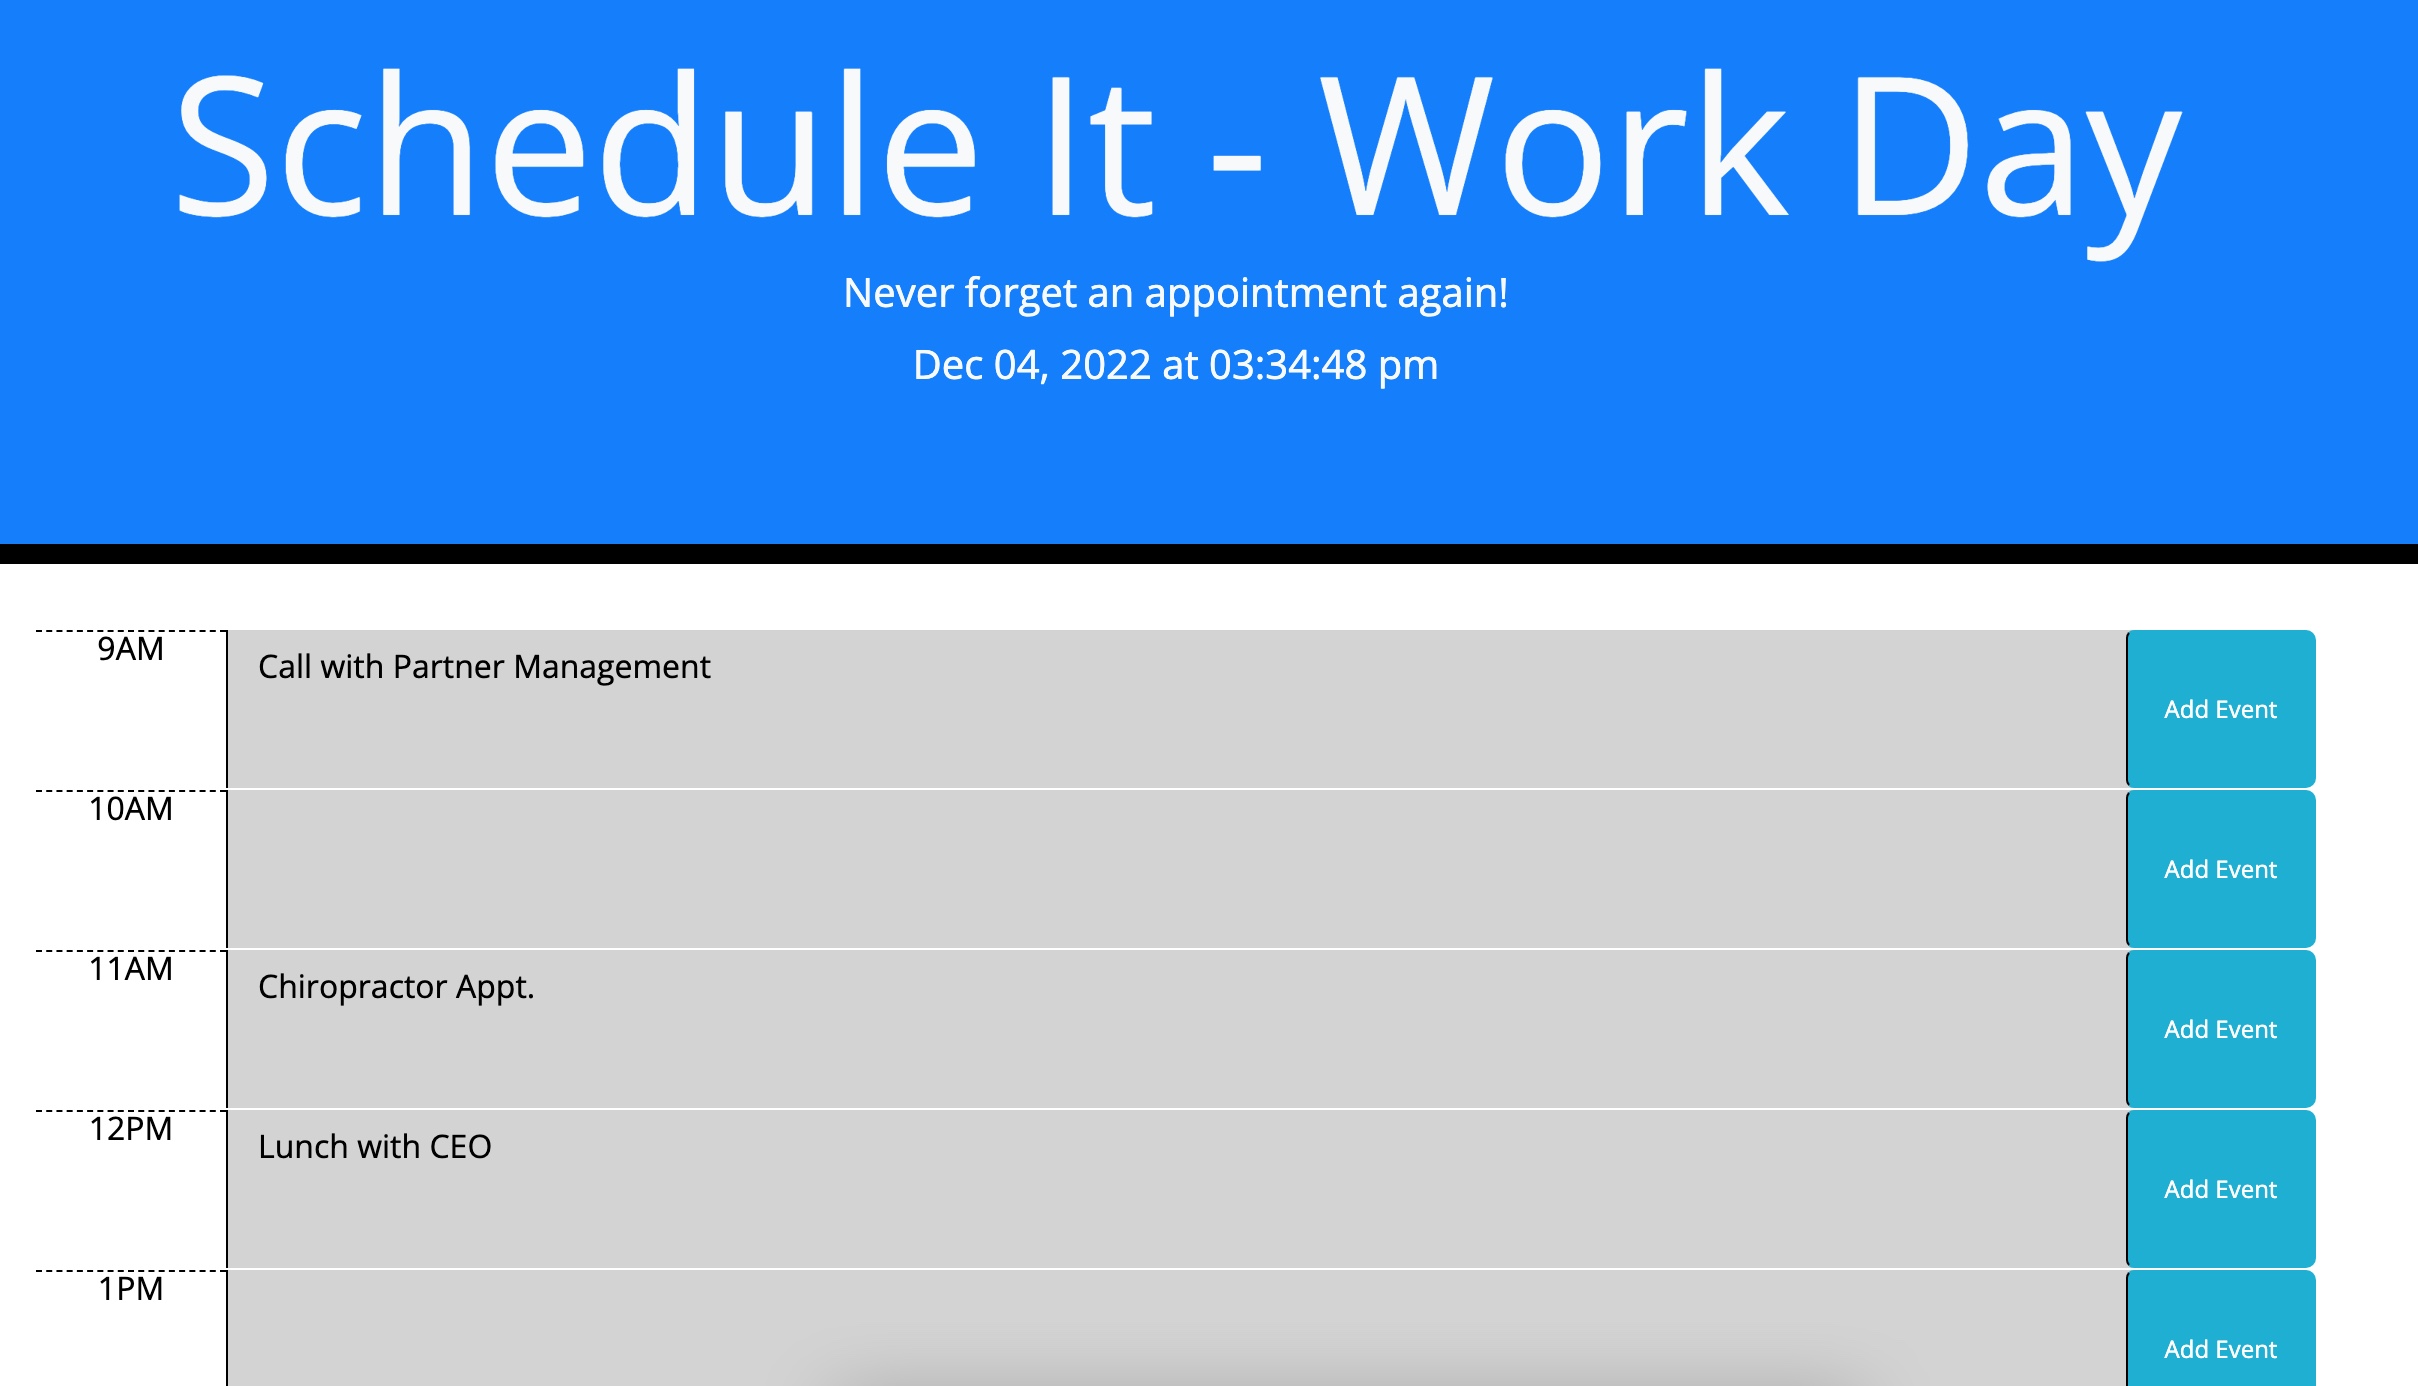 Schedule It - Work Day
Never forget an appointment again!
Dec 04, 2022 at 03:34:48 pm
9AM
Call with Partner Management
Add Event
10AM
Add Event
11AM
Chiropractor Appt.
Add Event
12PM
Lunch with CEO
Add Event
1PM
Add Event